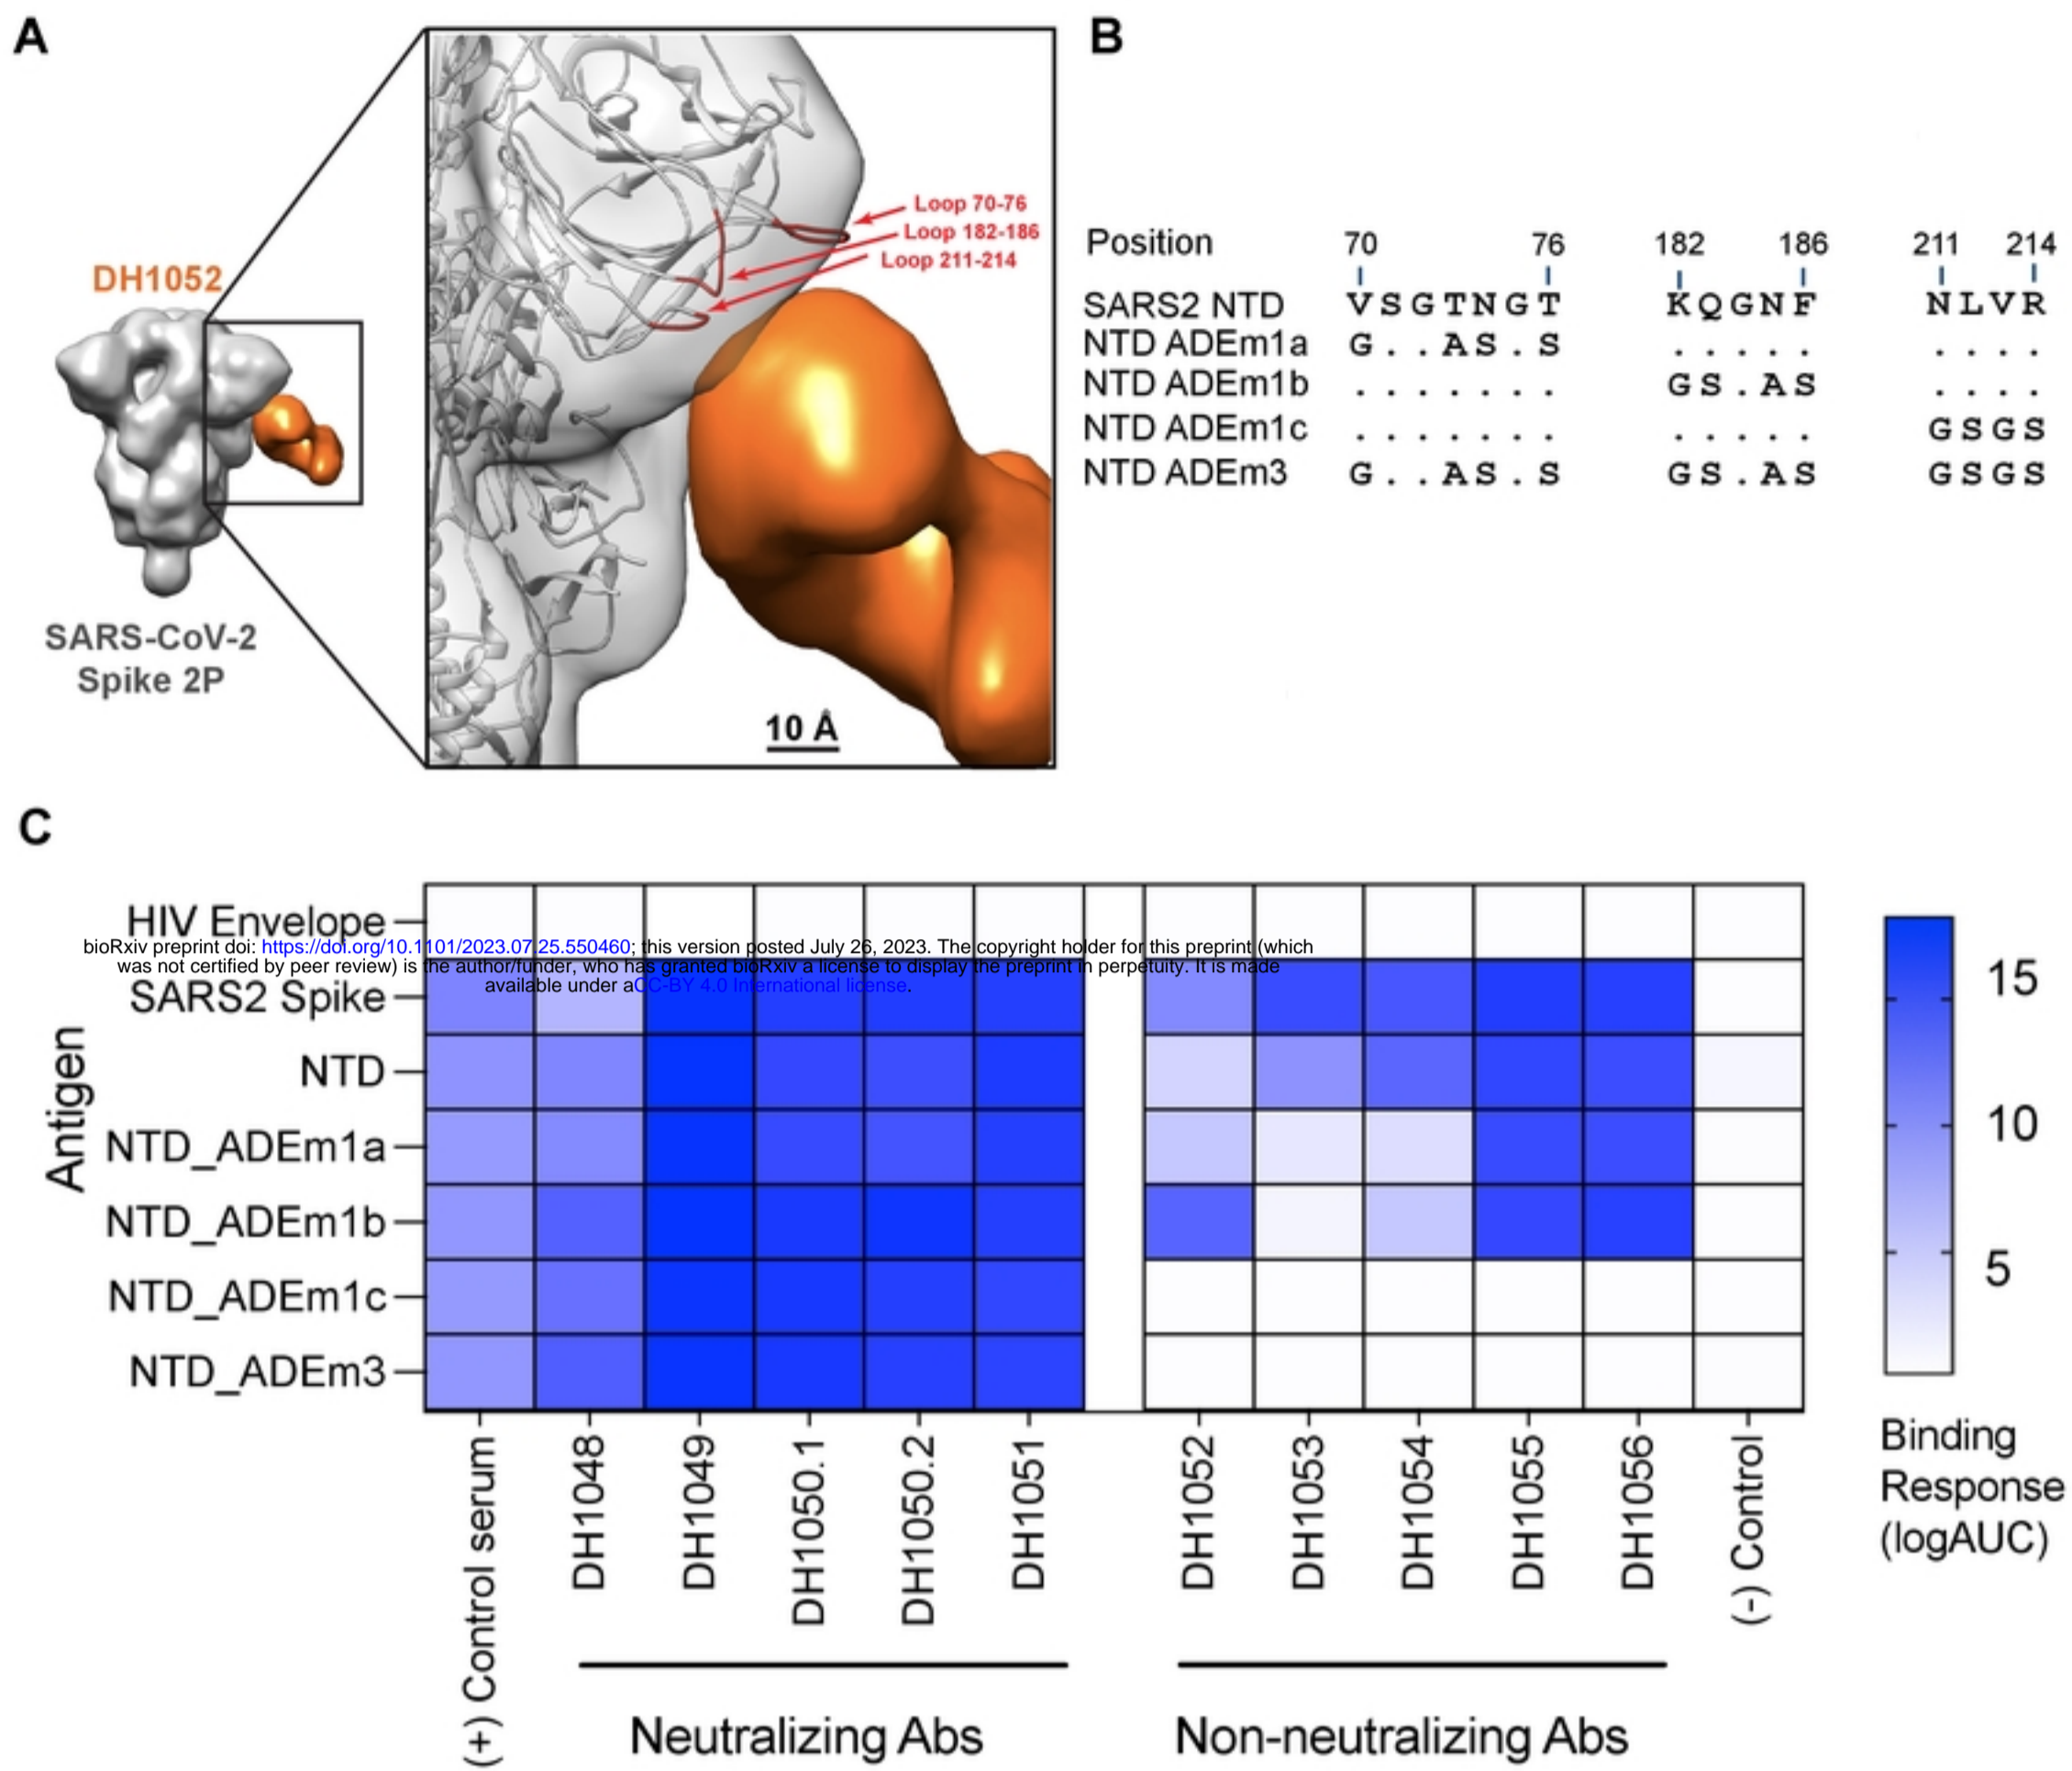 A
B
DH1052
SARS-CoV-2
Spike 2P
Loop 70-76
Loop 182-186
Loop 211-214
10 Å
Position 70 76 182 186 211 214
SARS2 NTD V S G T N G T K Q G N F N L V R
NTD ADEm1a G . . A S . S . . . . . . . . .
NTD ADEm1b . . . . . . . G S . A S . . . .
NTD ADEm1c . . . . . . . . . . . . G S G S
NTD ADEm3 G . . A S . S G S . A S G S G S
C
Antigen
HIV Envelope
bioRxiv preprint doi: https://doi.org/10.1101/2023.07.25.550460; this version posted July 26, 2023. The copyright holder for this preprint (which
was not certified by peer review) is the author/funder, who has granted bioRxiv a license to display the preprint in perpetuity. It is made
available under aCC-BY 4.0 International license.
SARS2 Spike
NTD
NTD_ADEm1a
NTD_ADEm1b
NTD_ADEm1c
NTD_ADEm3
(+) Control serum
DH1048
DH1049
DH1050.1
DH1050.2
DH1051
DH1052
DH1053
DH1054
DH1055
DH1056
(-) Control
Neutralizing Abs
Non-neutralizing Abs
15
10
5
Binding
Response
(logAUC)